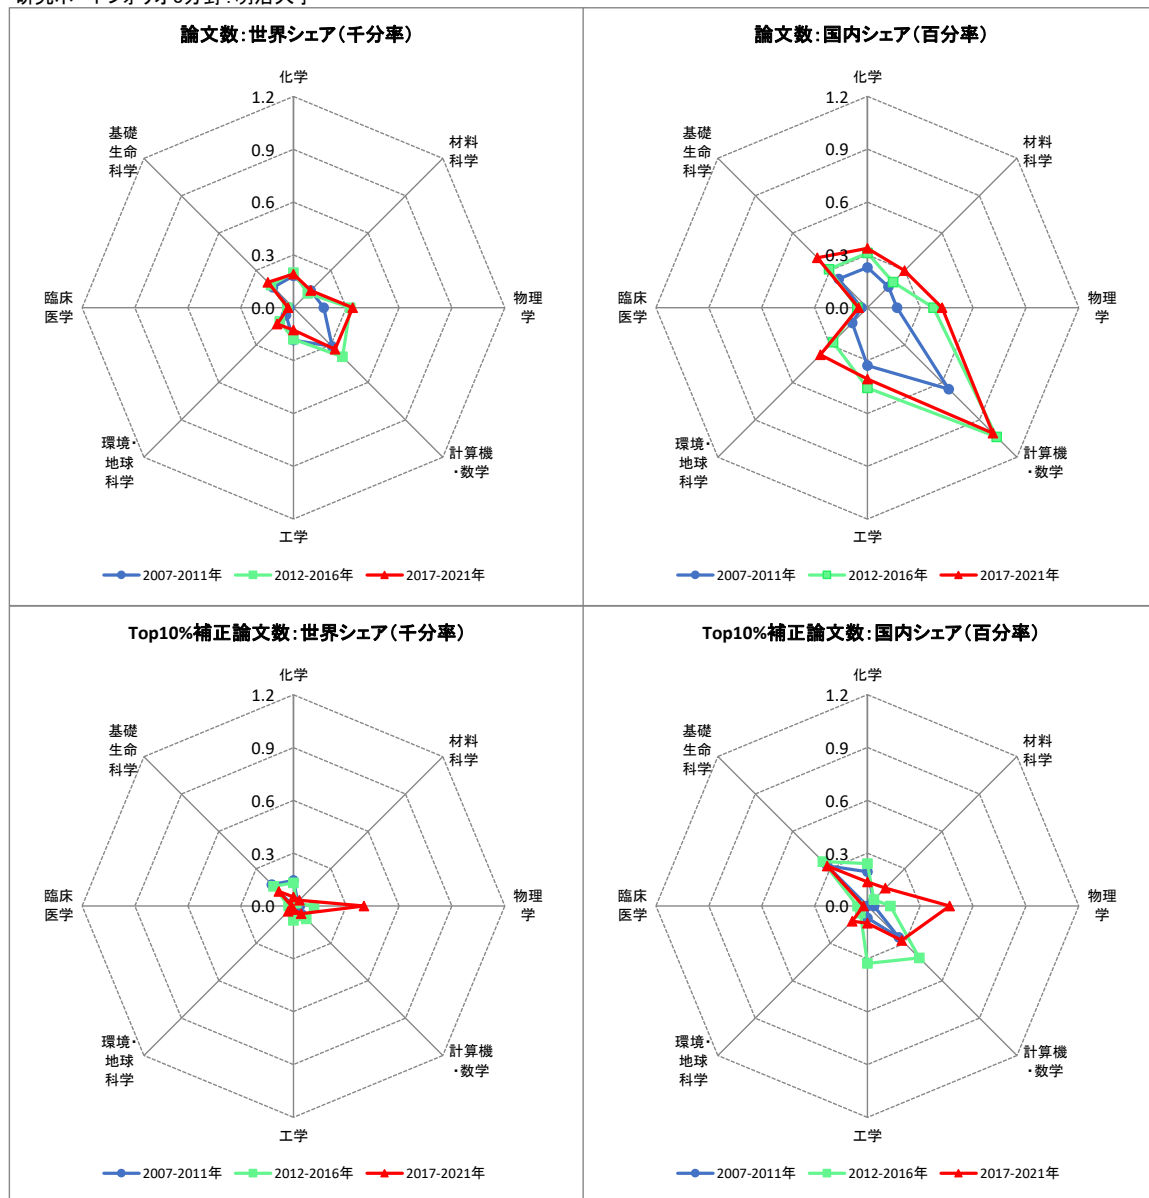 論文数：世界シェア（千分率）
化学
1.2
0.9
0.6
0.3
0.0
材料
科学
物理
学
計算機
・数学
工学
環境・
地球
科学
臨床
医学
基礎
生命
科学
2007-2011年 2012-2016年 2017-2021年
論文数：国内シェア（百分率）
化学
1.2
0.9
0.6
0.3
0.0
材料
科学
物理
学
計算機
・数学
工学
環境・
地球
科学
臨床
医学
基礎
生命
科学
2007-2011年 2012-2016年 2017-2021年
Top10%補正論文数：世界シェア（千分率）
化学
1.2
0.9
0.6
0.3
0.0
材料
科学
物理
学
計算機
・数学
工学
環境・
地球
科学
臨床
医学
基礎
生命
科学
2007-2011年 2012-2016年 2017-2021年
Top10%補正論文数：国内シェア（百分率）
化学
1.2
0.9
0.6
0.3
0.0
材料
科学
物理
学
計算機
・数学
工学
環境・
地球
科学
臨床
医学
基礎
生命
科学
2007-2011年 2012-2016年 2017-2021年